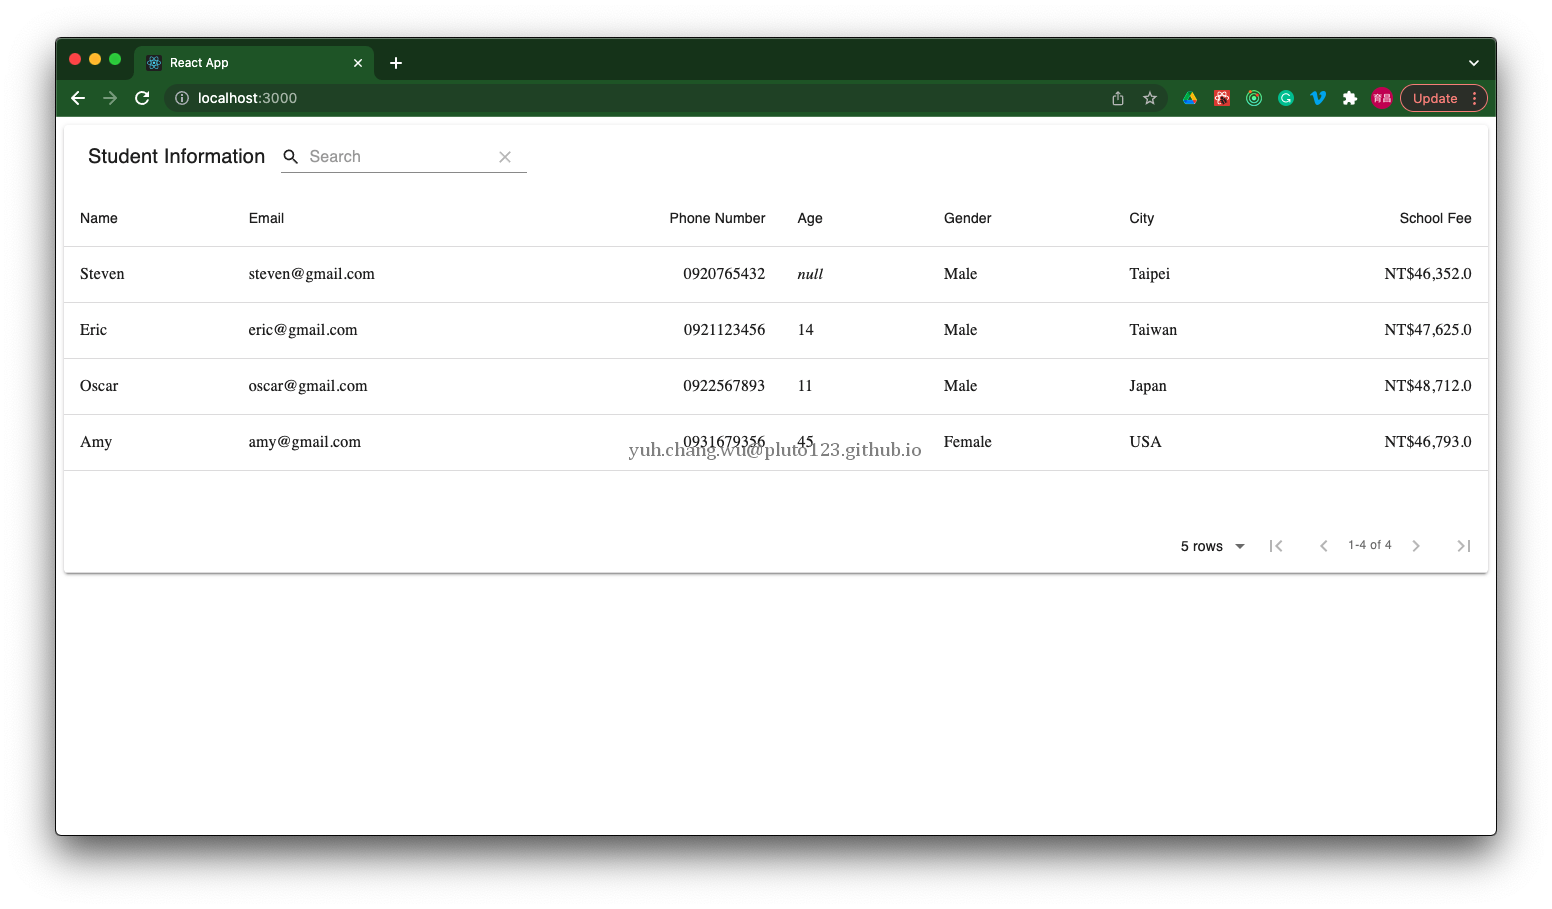 React App
localhost:3000
育昌
Update
Student Information
Search
Name Email Phone Number Age Gender City School Fee
Steven steven@gmail.com 0920765432 null Male Taipei NT$46,352.0
Eric eric@gmail.com 0921123456 14 Male Taiwan NT$47,625.0
Oscar oscar@gmail.com 0922567893 11 Male Japan NT$48,712.0
Amy amy@gmail.com 0931679356 45 Female USA NT$46,793.0
yuh.chang.wu@pluto123.github.io
5 rows 1-4 of 4